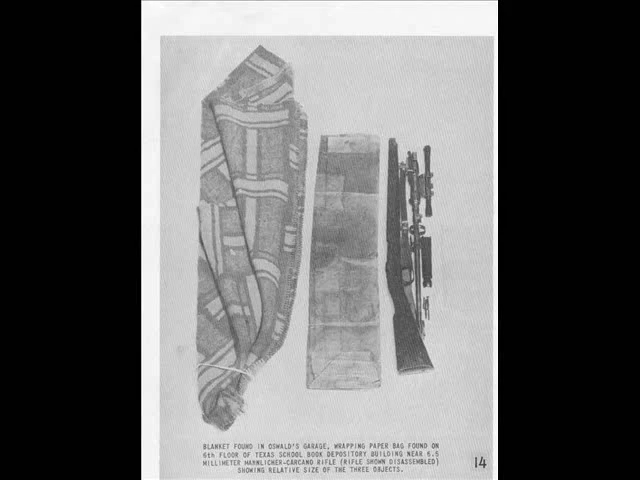 BLANKET FOUND IN OSWALD'S GARAGE, WRAPPING PAPER BAG FOUND ON
6th FLOOR OF TEXAS SCHOOL BOOK DEPOSITORY BUILDING NEAR 6.5
MILLIMETER MANNLICHER-CARCANO RIFLE (RIFLE SHOWN DISASSEMBLED)
SHOWING RELATIVE SIZE OF THE THREE OBJECTS.
14